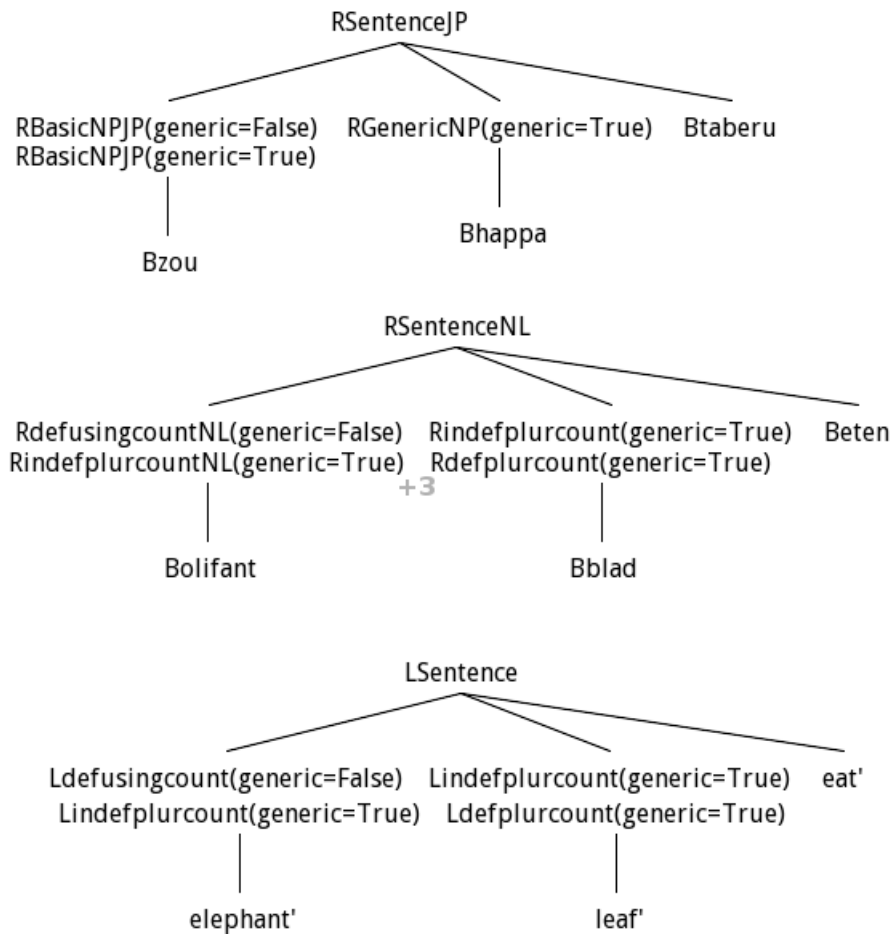 RSentenceJP
RBasicNPJP(generic=False) RGenericNP(generic=True) Btaberu
RBasicNPJP(generic=True)
Bhappa
Bzou
RSentenceNL
RdefusingcountNL(generic=False) Rindefplurcount(generic=True) Beten
RindefplurcountNL(generic=True) Rdefplurcount(generic=True)
+3
Bolifant Bblad
LSentence
Ldefusingcount(generic=False) Lindefplurcount(generic=True) eat'
Lindefplurcount(generic=True) Ldefplurcount(generic=True)
elephant' leaf'